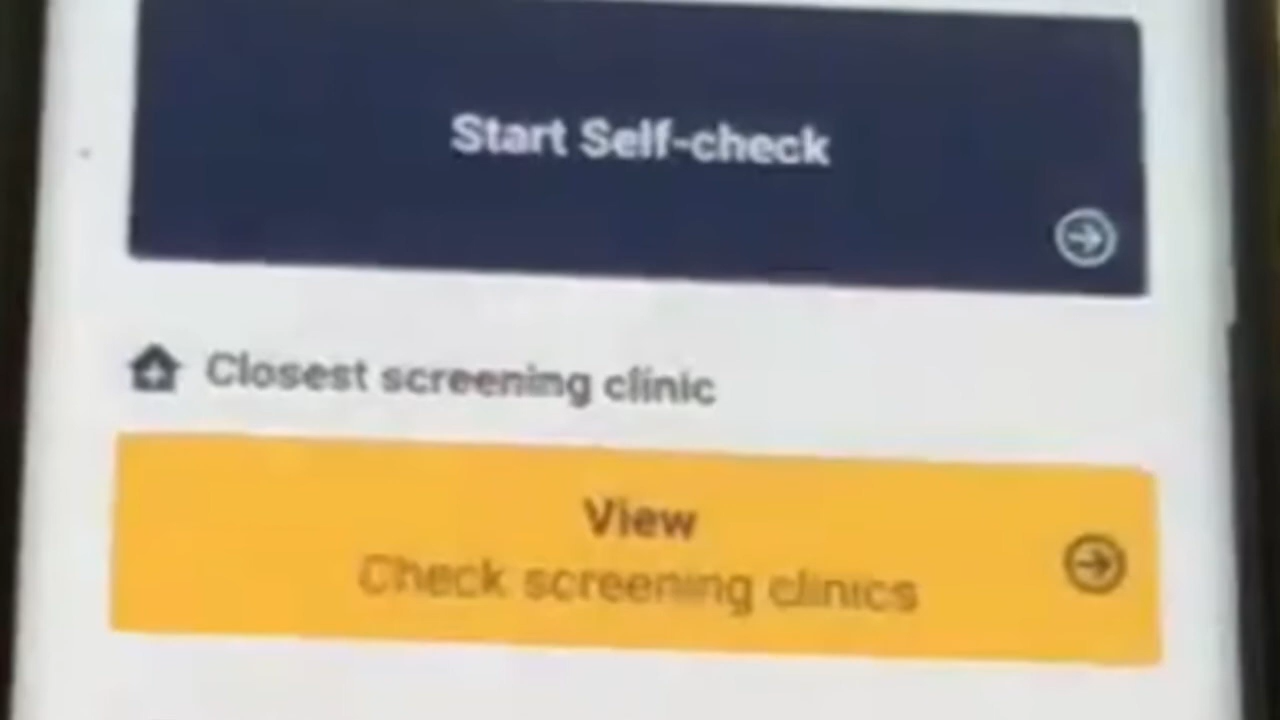 Start Self-check
Closest screening clinic
View
Check screening clinics